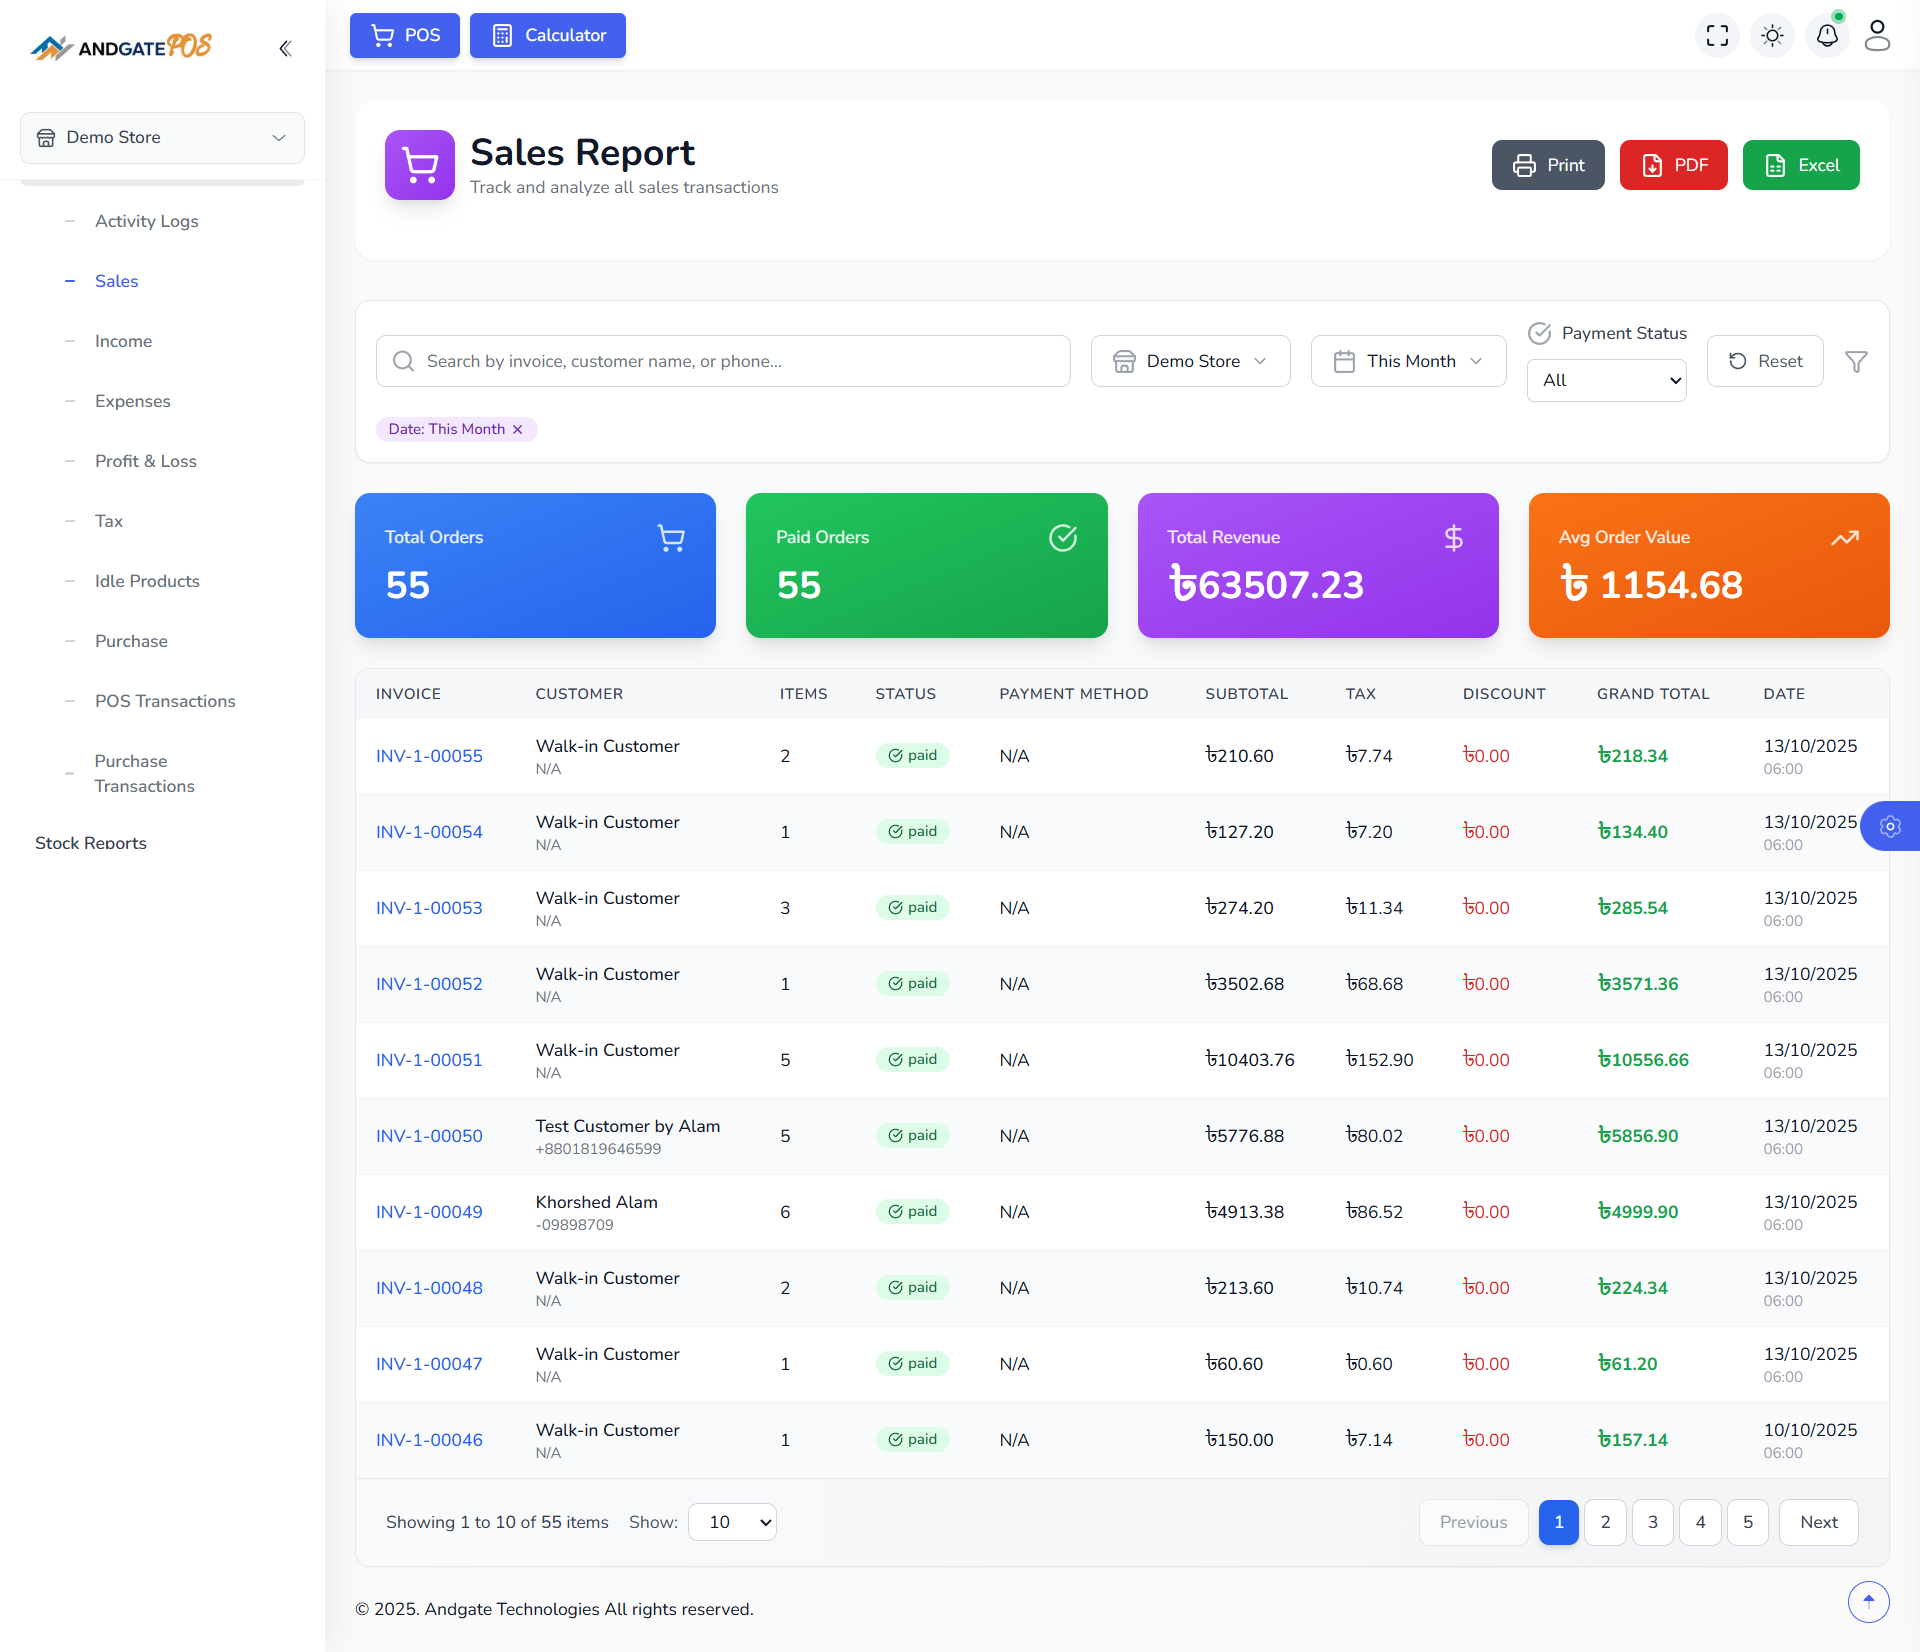 ANDGATE POS
POS
Calculator
Demo Store
Activity Logs
Sales
Income
Expenses
Profit & Loss
Tax
Idle Products
Purchase
POS Transactions
Purchase
Transactions
Stock Reports
Sales Report
Track and analyze all sales transactions
Print
PDF
Excel
Search by invoice, customer name, or phone...
Demo Store
This Month
Payment Status
All
Reset
Date: This Month ×
Total Orders
55
Paid Orders
55
Total Revenue
৳63507.23
Avg Order Value
৳ 1154.68
INVOICE CUSTOMER ITEMS STATUS PAYMENT METHOD SUBTOTAL TAX DISCOUNT GRAND TOTAL DATE
INV-1-00055 Walk-in Customer 2 paid N/A ৳210.60 ৳7.74 ৳0.00 ৳218.34 13/10/2025
N/A 06:00
INV-1-00054 Walk-in Customer 1 paid N/A ৳127.20 ৳7.20 ৳0.00 ৳134.40 13/10/2025
N/A 06:00
INV-1-00053 Walk-in Customer 3 paid N/A ৳274.20 ৳11.34 ৳0.00 ৳285.54 13/10/2025
N/A 06:00
INV-1-00052 Walk-in Customer 1 paid N/A ৳3502.68 ৳68.68 ৳0.00 ৳3571.36 13/10/2025
N/A 06:00
INV-1-00051 Walk-in Customer 5 paid N/A ৳10403.76 ৳152.90 ৳0.00 ৳10556.66 13/10/2025
N/A 06:00
INV-1-00050 Test Customer by Alam 5 paid N/A ৳5776.88 ৳80.02 ৳0.00 ৳5856.90 13/10/2025
+8801819646599 06:00
INV-1-00049 Khorshed Alam 6 paid N/A ৳4913.38 ৳86.52 ৳0.00 ৳4999.90 13/10/2025
-09898709 06:00
INV-1-00048 Walk-in Customer 2 paid N/A ৳213.60 ৳10.74 ৳0.00 ৳224.34 13/10/2025
N/A 06:00
INV-1-00047 Walk-in Customer 1 paid N/A ৳60.60 ৳0.60 ৳0.00 ৳61.20 13/10/2025
N/A 06:00
INV-1-00046 Walk-in Customer 1 paid N/A ৳150.00 ৳7.14 ৳0.00 ৳157.14 10/10/2025
N/A 06:00
Showing 1 to 10 of 55 items Show: 10 Previous 1 2 3 4 5 Next
© 2025. Andgate Technologies All rights reserved.